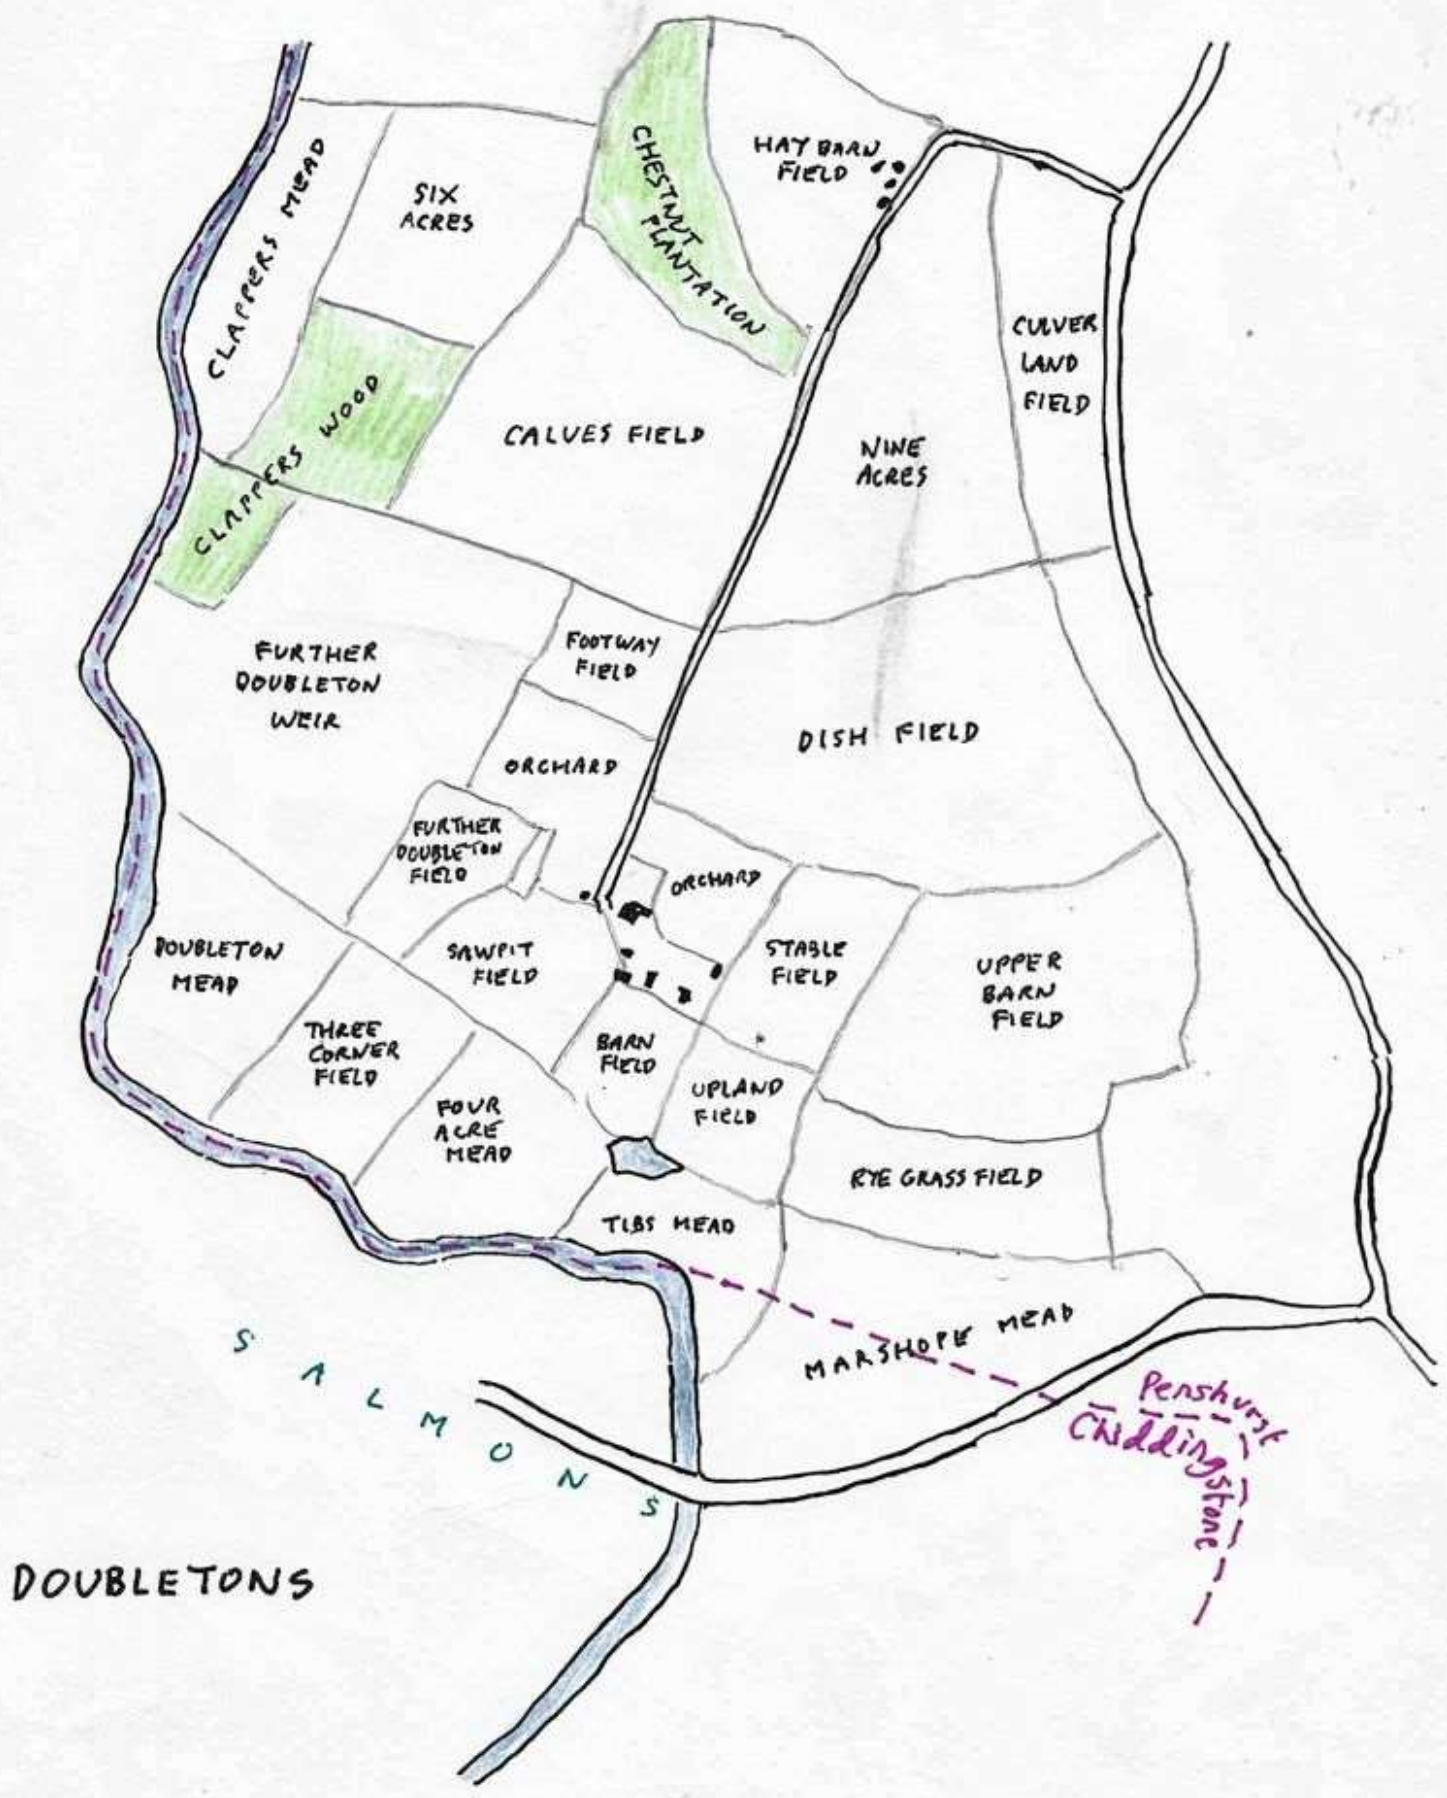 CLAPPERS MEAD
SIX
ACRES
CHESTNUT
PLANTATION
HAY BARN
FIELD
CULVER
LAND
FIELD
CLAPPERS WOOD
CALVES FIELD
NINE
ACRES
FURTHER
DOUBLETON
WEIR
FOOTWAY
FIELD
ORCHARD
DISH FIELD
FURTHER
DOUBLETON
FIELD
ORCHARD
DOUBLETON
MEAD
SAWPIT
FIELD
STABLE
FIELD
UPPER
BARN
FIELD
THREE
CORNER
FIELD
BARN
FIELD
UPLAND
FIELD
FOUR
ACRE
MEAD
RYE GRASS FIELD
TIBS MEAD
MARSHOPE MEAD
SALMONS
Penshurst
Chiddingstone
DOUBLETONS